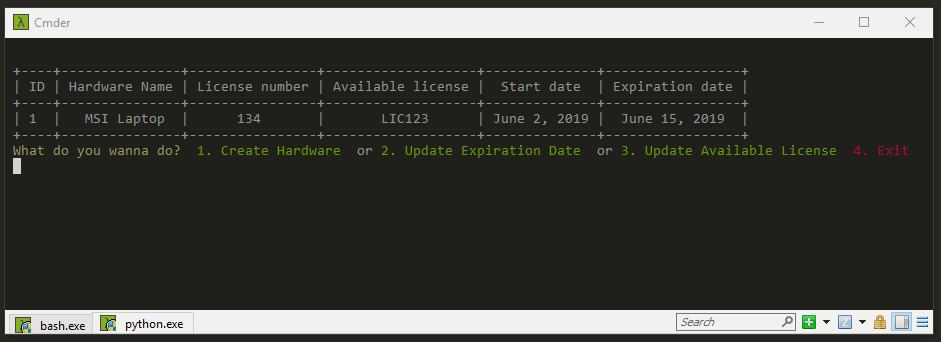 Cmder
+----+---------------+----------------+-------------------+--------------+-----------------+
| ID | Hardware Name | License number | Available license |  Start date  | Expiration date |
+----+---------------+----------------+-------------------+--------------+-----------------+
| 1  |   MSI Laptop  |      134       |       LIC123      | June 2, 2019 |  June 15, 2019  |
+----+---------------+----------------+-------------------+--------------+-----------------+
What do you wanna do?  1. Create Hardware  or 2. Update Expiration Date  or 3. Update Available License  4. Exit
bash.exe python.exe Search